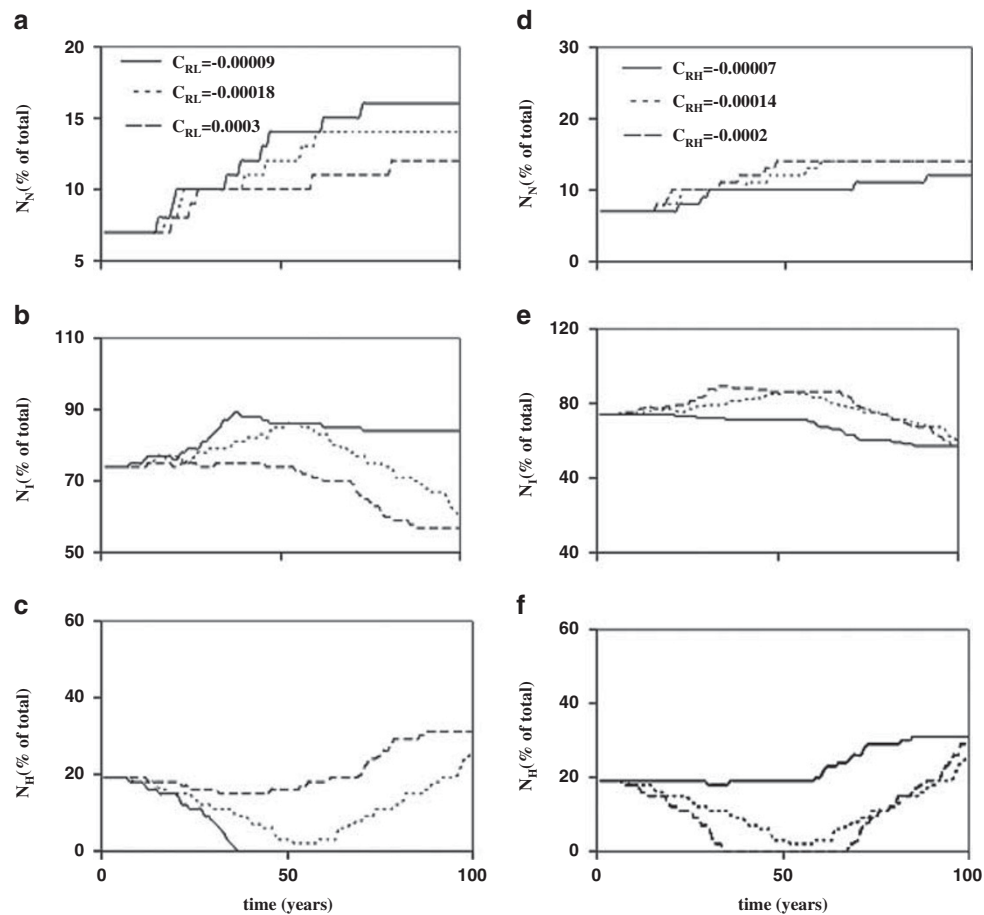 a
20
15
10
5
N_N (% of total)
C_RL=-0.00009
C_RL=-0.00018
C_RL=0.0003
d
30
20
10
0
N_N (% of total)
C_RH=-0.00007
C_RH=-0.00014
C_RH=-0.0002
b
110
90
70
50
N_I (% of total)
e
120
80
40
N_I (% of total)
c
60
40
20
0
N_H (% of total)
0
50
100
time (years)
f
60
40
20
0
N_H (% of total)
0
50
100
time (years)